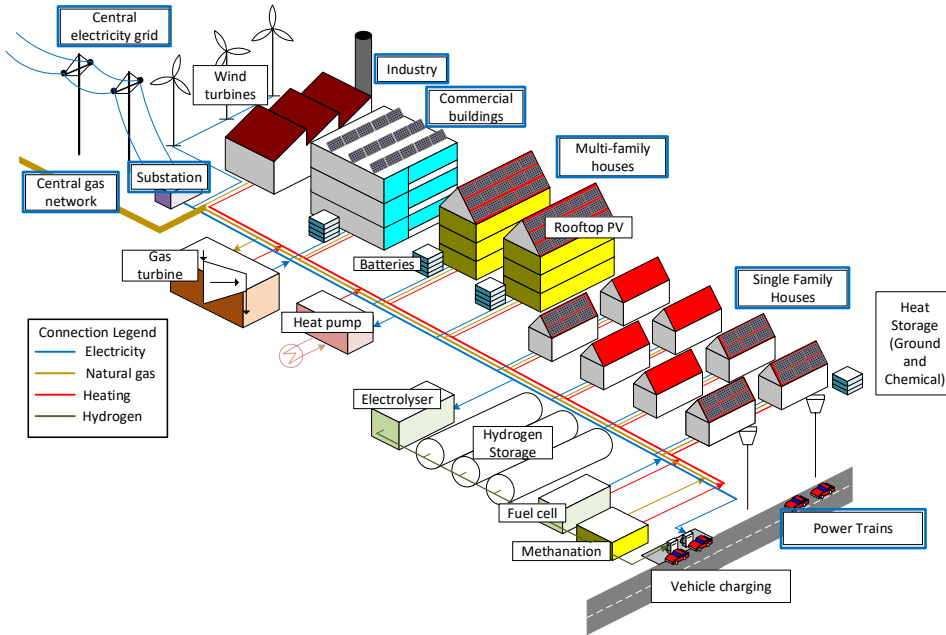 Central
electricity grid
Wind
turbines
Industry
Commercial
buildings
Multi-family
houses
Central gas
network
Substation
Rooftop PV
Gas
turbine
Batteries
Single Family
Houses
Heat
Storage
(Ground
and
Chemical)
Heat pump
Connection Legend
Electricity
Natural gas
Heating
Hydrogen
Electrolyser
Hydrogen
Storage
Fuel cell
Methanation
Power Trains
Vehicle charging